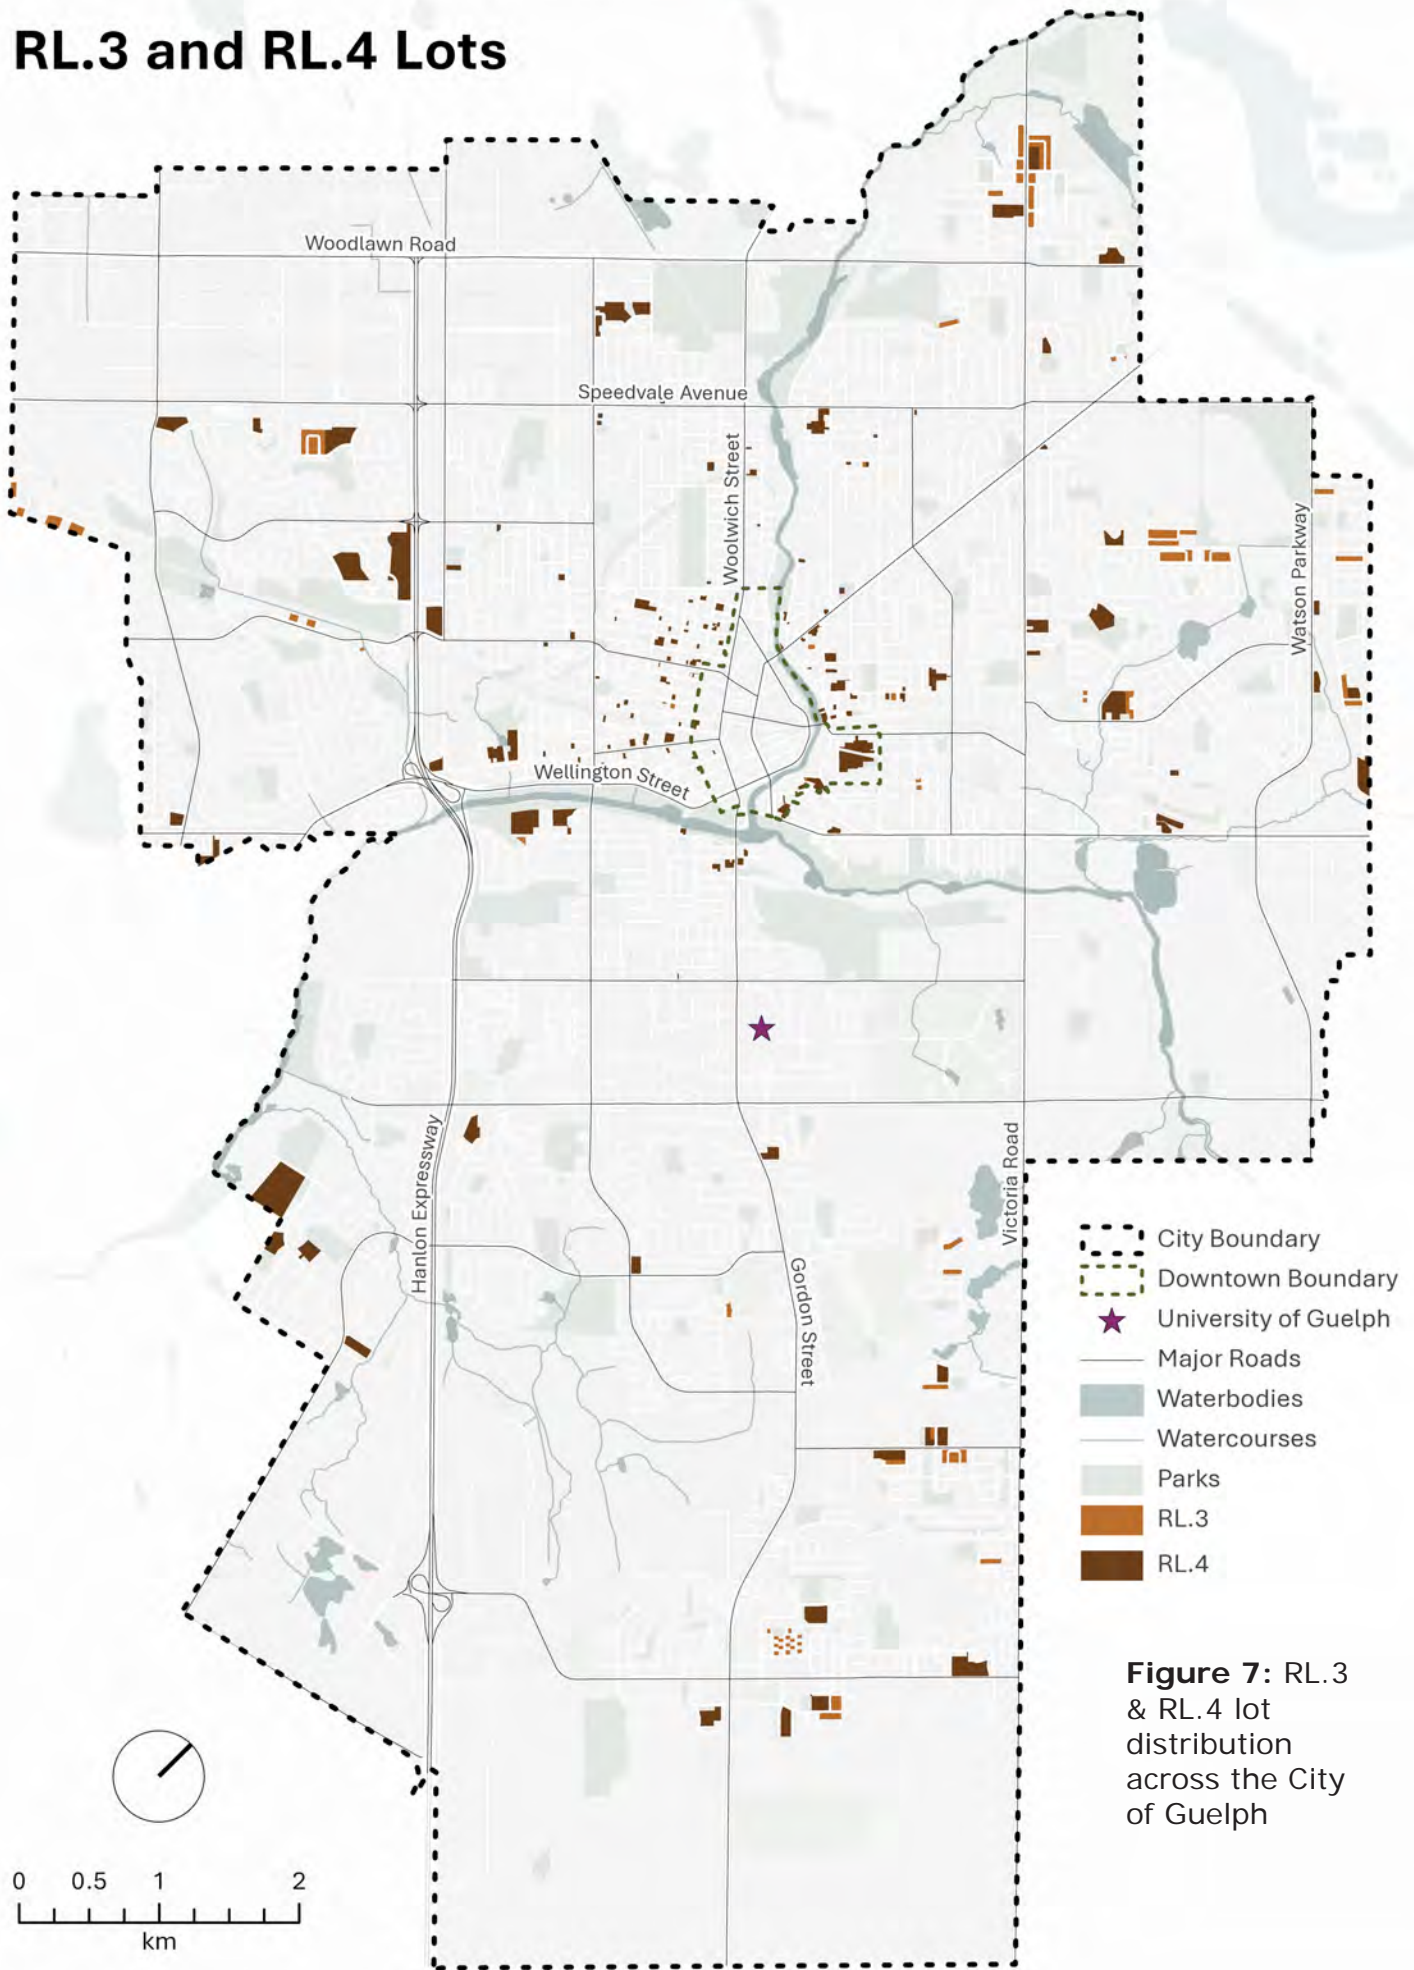 RL.3 and RL.4 Lots
Woodlawn Road
Speedvale Avenue
Woolwich Street
Watson Parkway
Wellington Street
Hanlon Expressway
Victoria Road
Gordon Street
City Boundary
Downtown Boundary
University of Guelph
Major Roads
Waterbodies
Watercourses
Parks
RL.3
RL.4
Figure 7: RL.3
& RL.4 lot
distribution
across the City
of Guelph
0 0.5 1 2
km